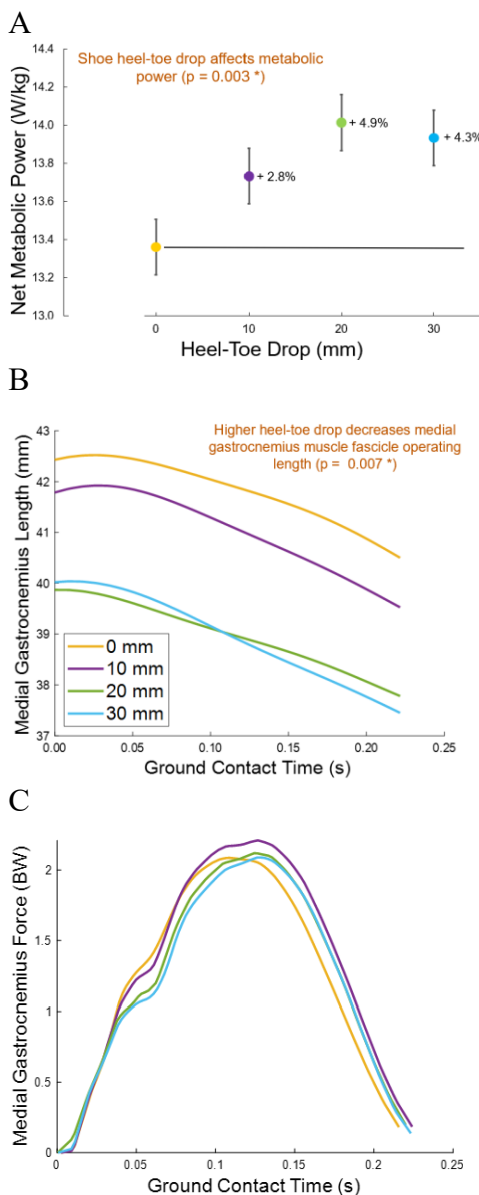 A
Shoe heel-toe drop affects metabolic
power (p = 0.003 *)
Net Metabolic Power (W/kg)
14.4
14.2
14.0
13.8
13.6
13.4
13.2
13.0
+ 2.8%
+ 4.9%
+ 4.3%
0
10
20
30
Heel-Toe Drop (mm)
B
Higher heel-toe drop decreases medial
gastrocnemius muscle fascicle operating
length (p = 0.007 *)
Medial Gastrocnemius Length (mm)
43
42
41
40
39
38
37
0 mm
10 mm
20 mm
30 mm
0.00
0.05
0.10
0.15
0.20
0.25
Ground Contact Time (s)
C
Medial Gastrocnemius Force (BW)
2
1.5
1
0.5
0
0.00
0.05
0.10
0.15
0.2
0.25
Ground Contact Time (s)